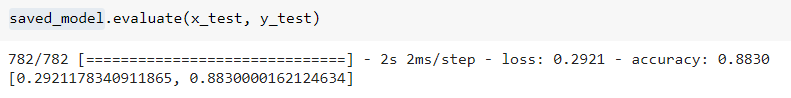 saved_model.evaluate(x_test, y_test)
782/782 [==============================] - 2s 2ms/step - loss: 0.2921 - accuracy: 0.8830
[0.2921178340911865, 0.8830000162124634]